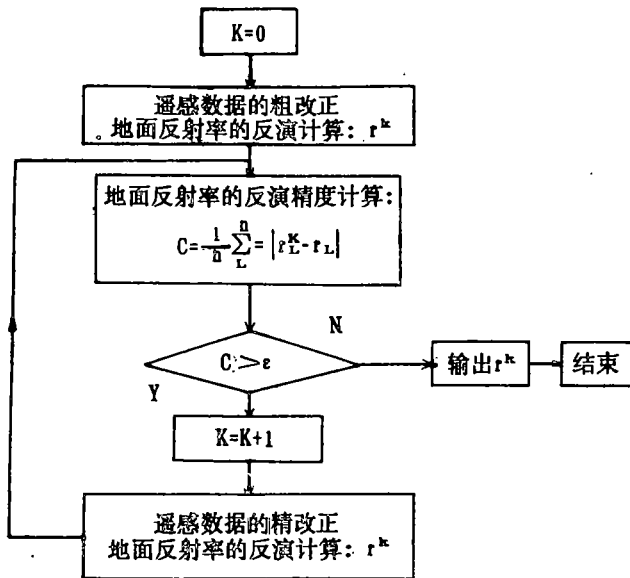 K=0
遥感数据的粗改正
地面反射率的反演计算: r^k
地面反射率的反演精度计算:
C=\frac{1}{n}\sum_{L}^{n}=|r_L^K-r_L|
N
C>ε
输出r^k
结束
Y
K=K+1
遥感数据的精改正
地面反射率的反演计算: r^k